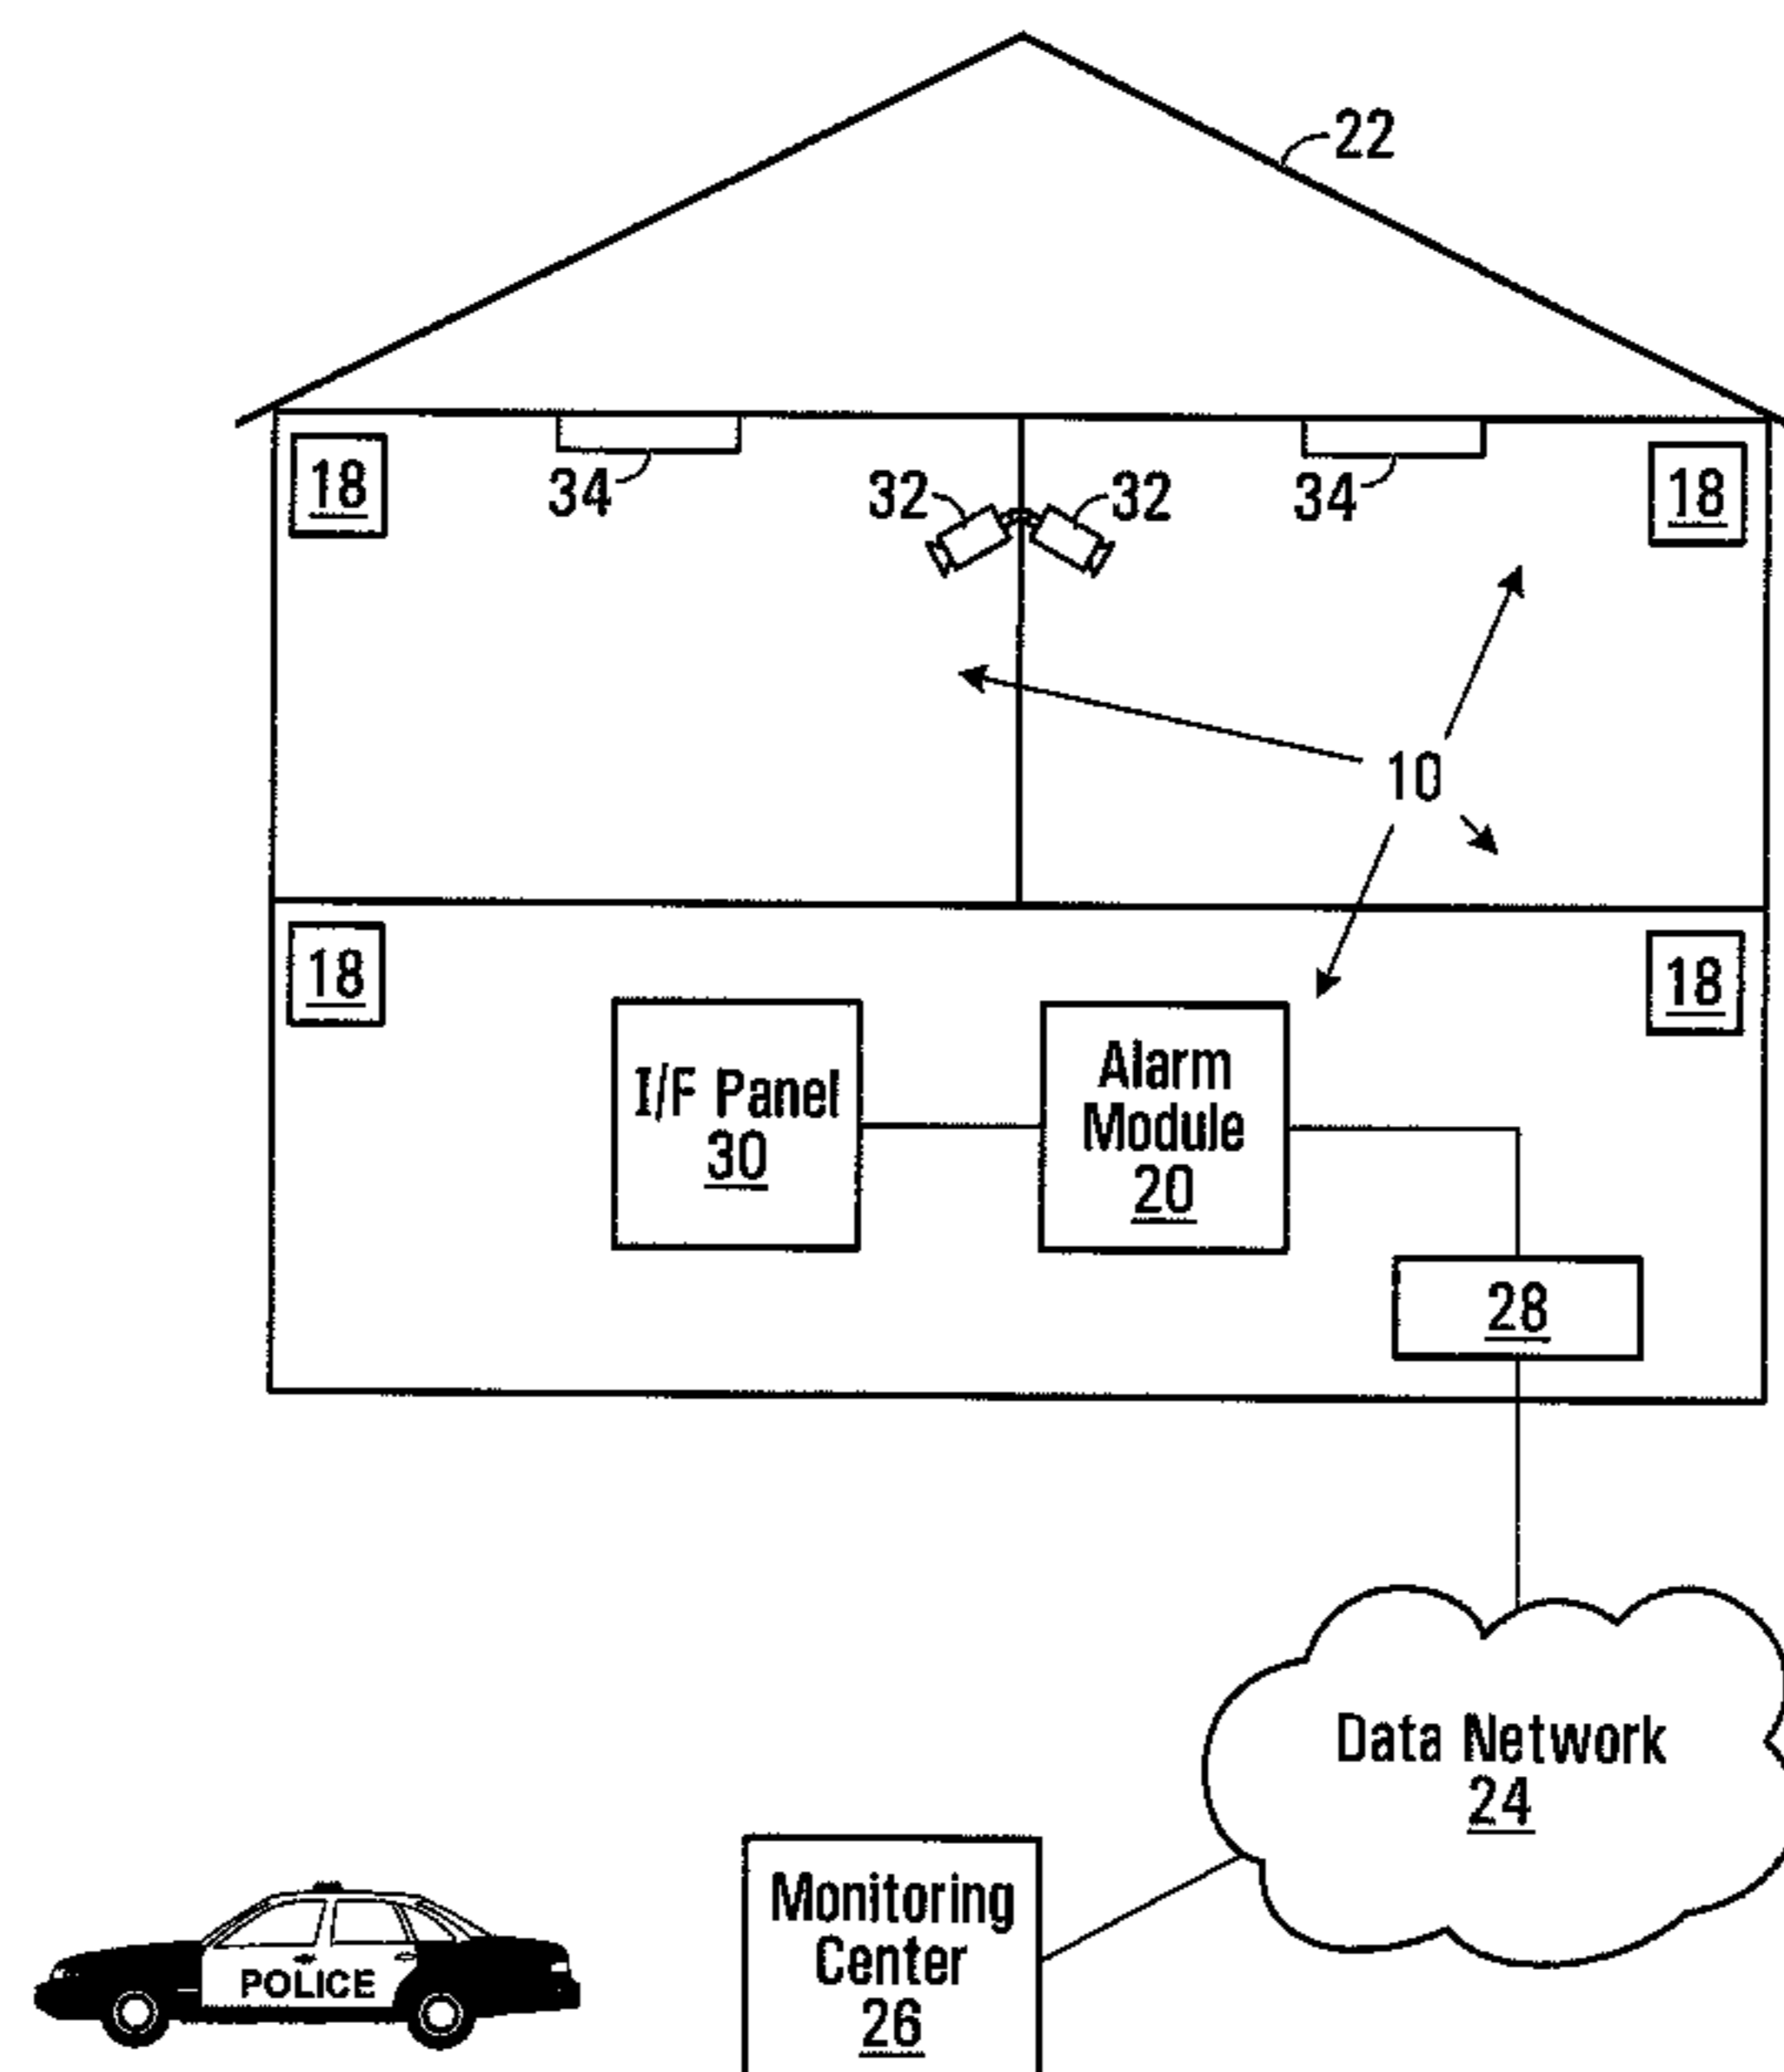 22
18
34
32
32
34
18
10
18
18
I/F Panel
30
Alarm
Module
20
28
Data Network
24
Monitoring
Center
26
POLICE